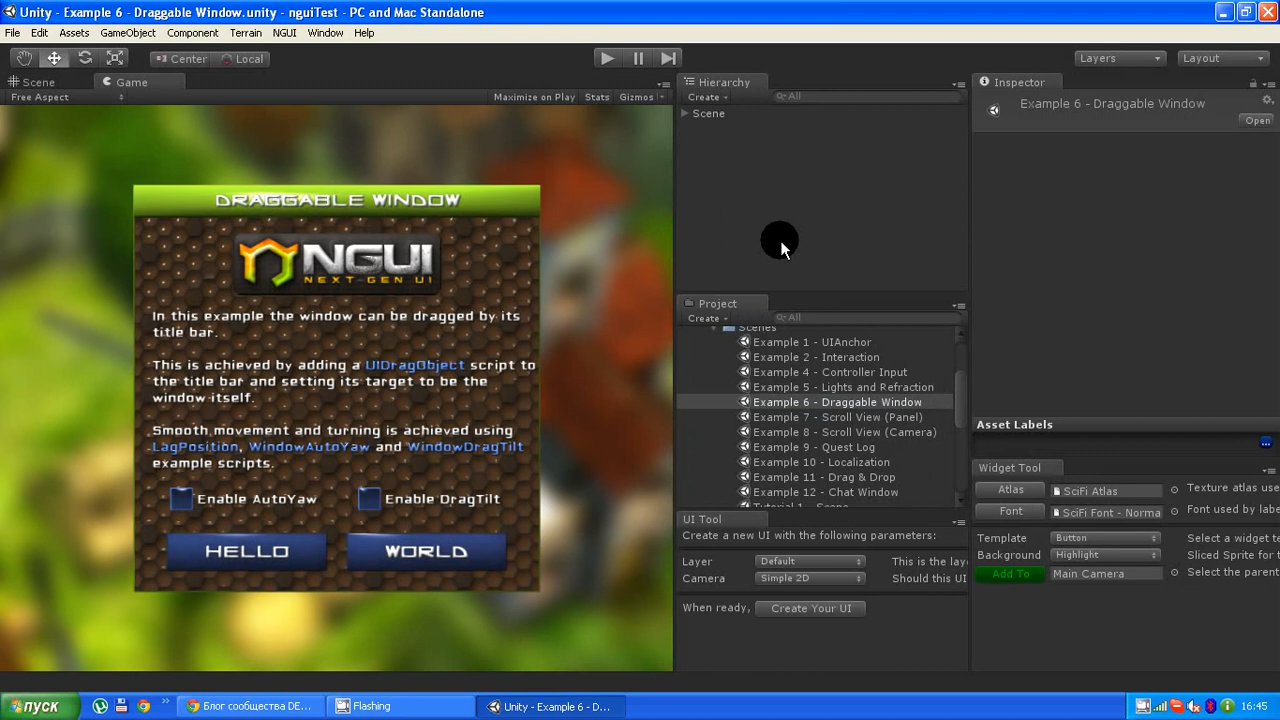 Unity - Example 6 - Draggable Window.unity - nguiTest - PC and Mac Standalone
File Edit Assets GameObject Component Terrain NGUI Window Help
Center Local Layers Layout
Scene Game
Free Aspect Maximize on Play Stats Gizmos
DRAGGABLE WINDOW
NGUI
NEXT-GEN UI
In this example the window can be dragged by its
title bar.
This is achieved by adding a UIDragObject script to
the title bar and setting its target to be the
window itself.
Smooth movement and turning is achieved using
LagPosition, WindowAutoYaw and WindowDragTilt
example scripts.
Enable AutoYaw Enable DragTilt
HELLO WORLD
Hierarchy
Create All
Scene
Project
Create All
Scenes
Example 1 - UIAnchor
Example 2 - Interaction
Example 4 - Controller Input
Example 5 - Lights and Refraction
Example 6 - Draggable Window
Example 7 - Scroll View (Panel)
Example 8 - Scroll View (Camera)
Example 9 - Quest Log
Example 10 - Localization
Example 11 - Drag & Drop
Example 12 - Chat Window
Tutorial 1 - Scene
UI Tool
Create a new UI with the following parameters:
Layer Default This is the lay
Camera Simple 2D Should this UI
When ready, Create Your UI
Inspector
Example 6 - Draggable Window
Open
Asset Labels
Widget Tool
Atlas SciFi Atlas Texture atlas use
Font SciFi Font - Norma Font used by labe
Template Button Select a widget te
Background Highlight Sliced Sprite for t
Add To Main Camera Select the parent
пуск Блог сообщества DE... Flashing Unity - Example 6 - D... 16:45